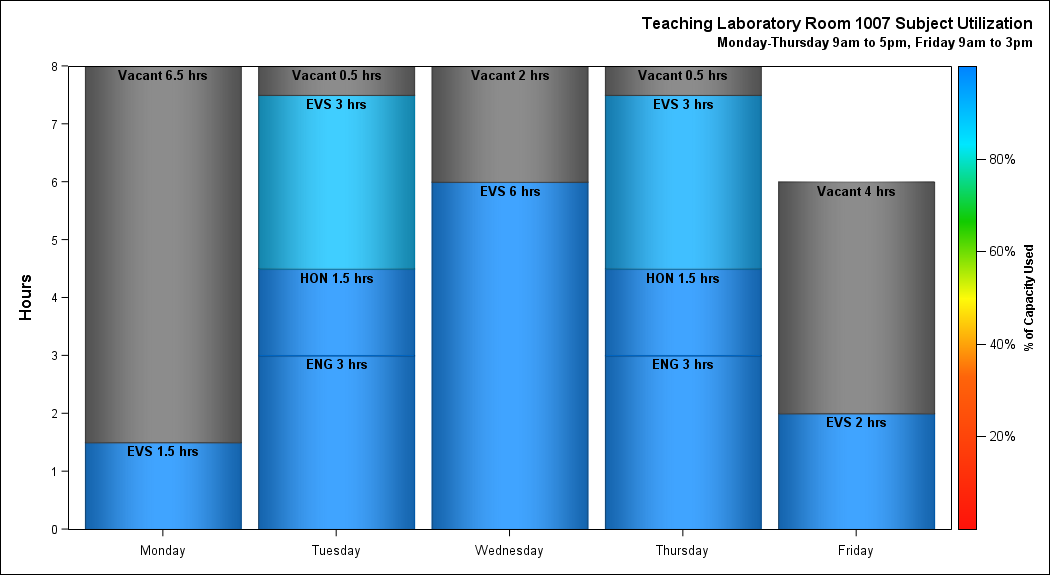 Teaching Laboratory Room 1007 Subject Utilization
Monday-Thursday 9am to 5pm, Friday 9am to 3pm
Hours
8
7
6
5
4
3
2
1
0
Vacant 6.5 hrs
EVS 1.5 hrs
Vacant 0.5 hrs
EVS 3 hrs
HON 1.5 hrs
ENG 3 hrs
Vacant 2 hrs
EVS 6 hrs
Vacant 0.5 hrs
EVS 3 hrs
HON 1.5 hrs
ENG 3 hrs
Vacant 4 hrs
EVS 2 hrs
Monday
Tuesday
Wednesday
Thursday
Friday
80%
60%
40%
20%
% of Capacity Used